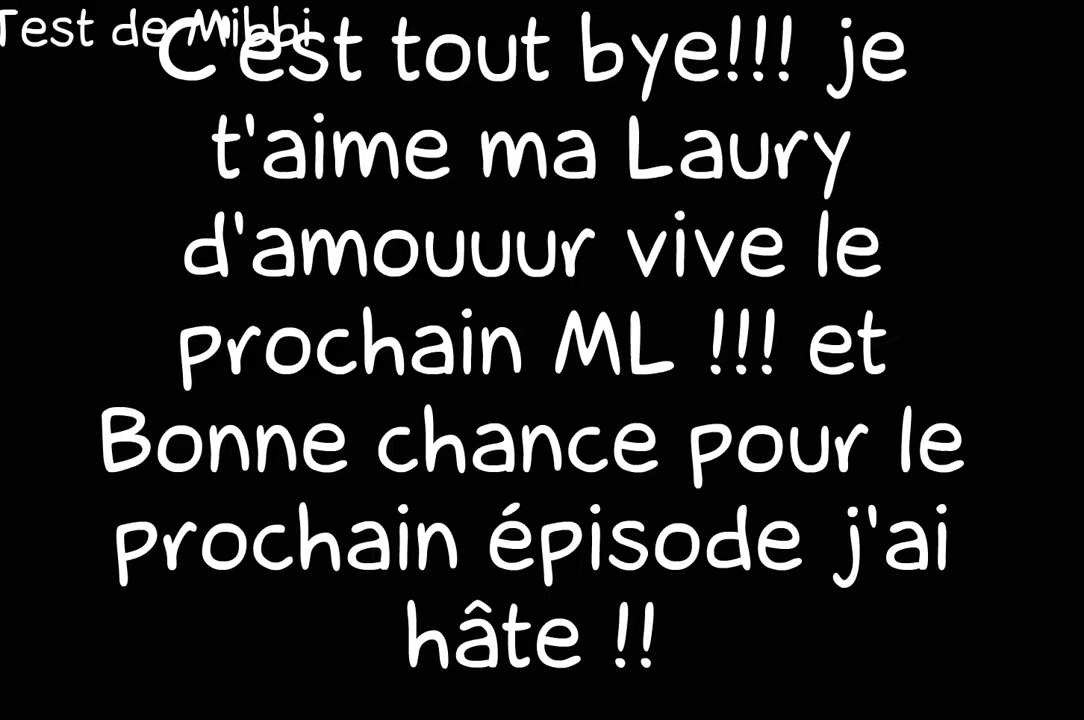 Test de Mibbi
C'est tout bye!!! je
t'aime ma Laury
d'amouuur vive le
prochain ML !!! et
Bonne chance pour le
prochain épisode j'ai
hâte !!